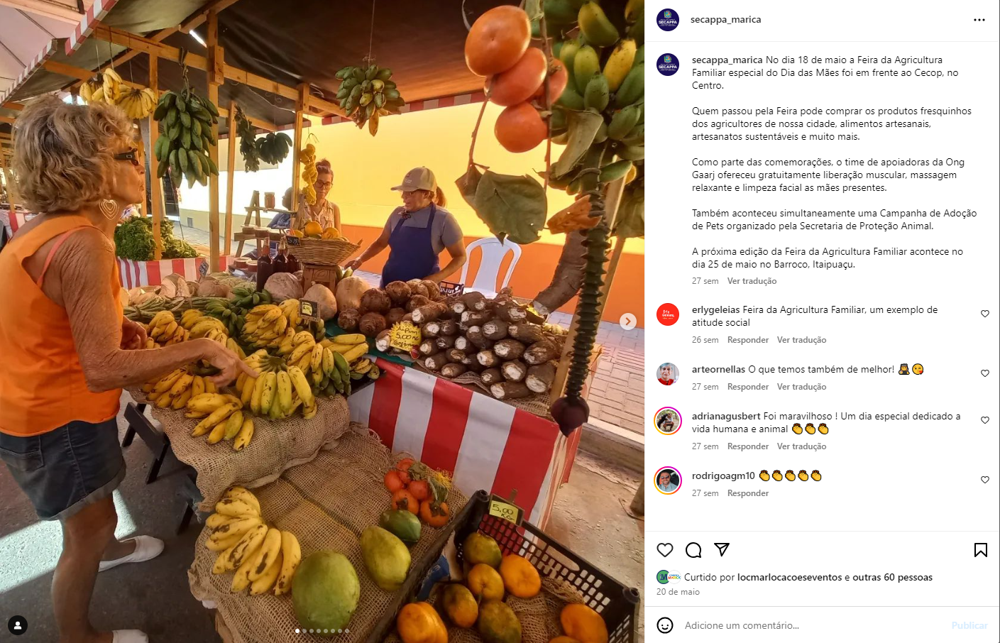 5,00
5,00
KG
secappa_marica
secappa_marica No dia 18 de maio a Feira da Agricultura
Familiar especial do Dia das Mães foi em frente ao Cecop, no
Centro.
Quem passou pela Feira pode comprar os produtos fresquinhos
dos agricultores de nossa cidade, alimentos artesanais,
artesanatos sustentáveis e muito mais.
Como parte das comemorações, o time de apoiadoras da Ong
Gaarj ofereceu gratuitamente liberação muscular, massagem
relaxante e limpeza facial as mães presentes.
Também aconteceu simultaneamente uma Campanha de Adoção
de Pets organizado pela Secretaria de Proteção Animal.
A próxima edição da Feira da Agricultura Familiar acontece no
dia 25 de maio no Barroco, Itaipuaçu.
27 sem Ver tradução
erlygeleias Feira da Agricultura Familiar, um exemplo de
atitude social
26 sem Responder Ver tradução
arteornellas O que temos também de melhor! 👩‍🎓😘
27 sem Responder Ver tradução
adrianagusbert Foi maravilhoso ! Um dia especial dedicado a
vida humana e animal 👏👏👏
27 sem Responder Ver tradução
rodrigoagm10 👏👏👏👏👏
27 sem Responder
Curtido por locmarlocacoeseventos e outras 60 pessoas
20 de maio
Adicione um comentário... Publicar